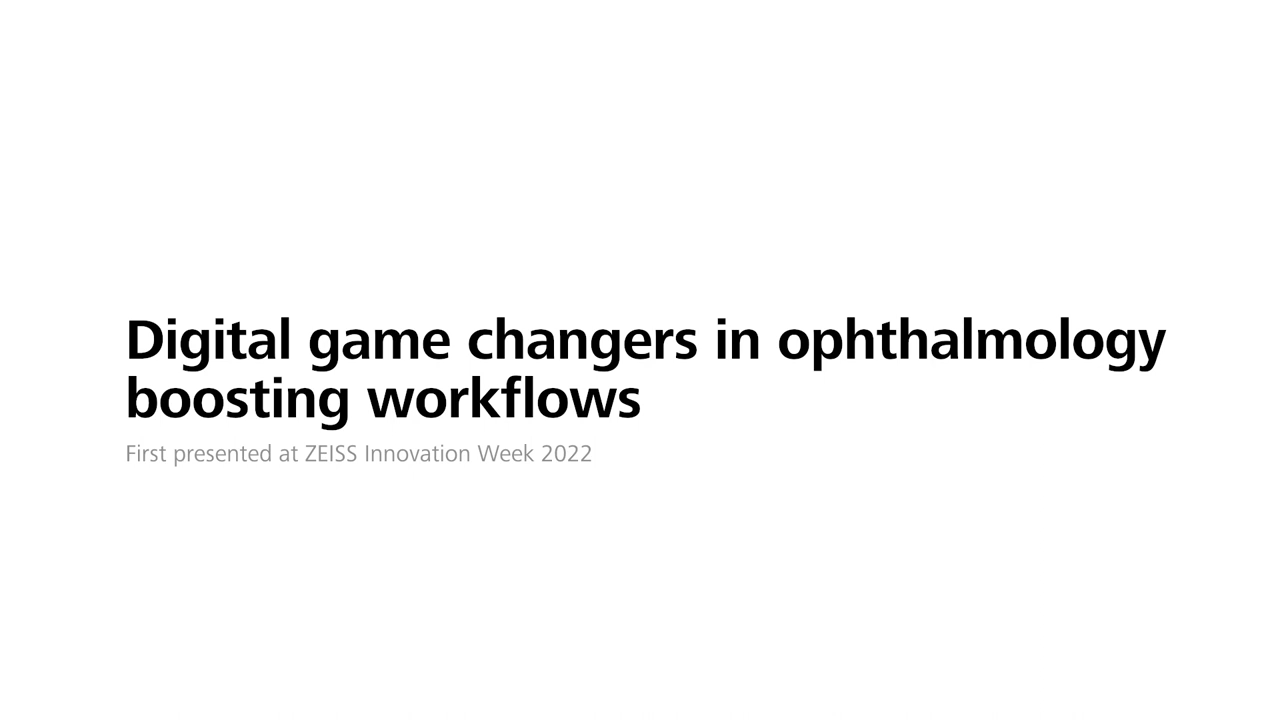 Digital game changers in ophthalmology
boosting workflows
First presented at ZEISS Innovation Week 2022